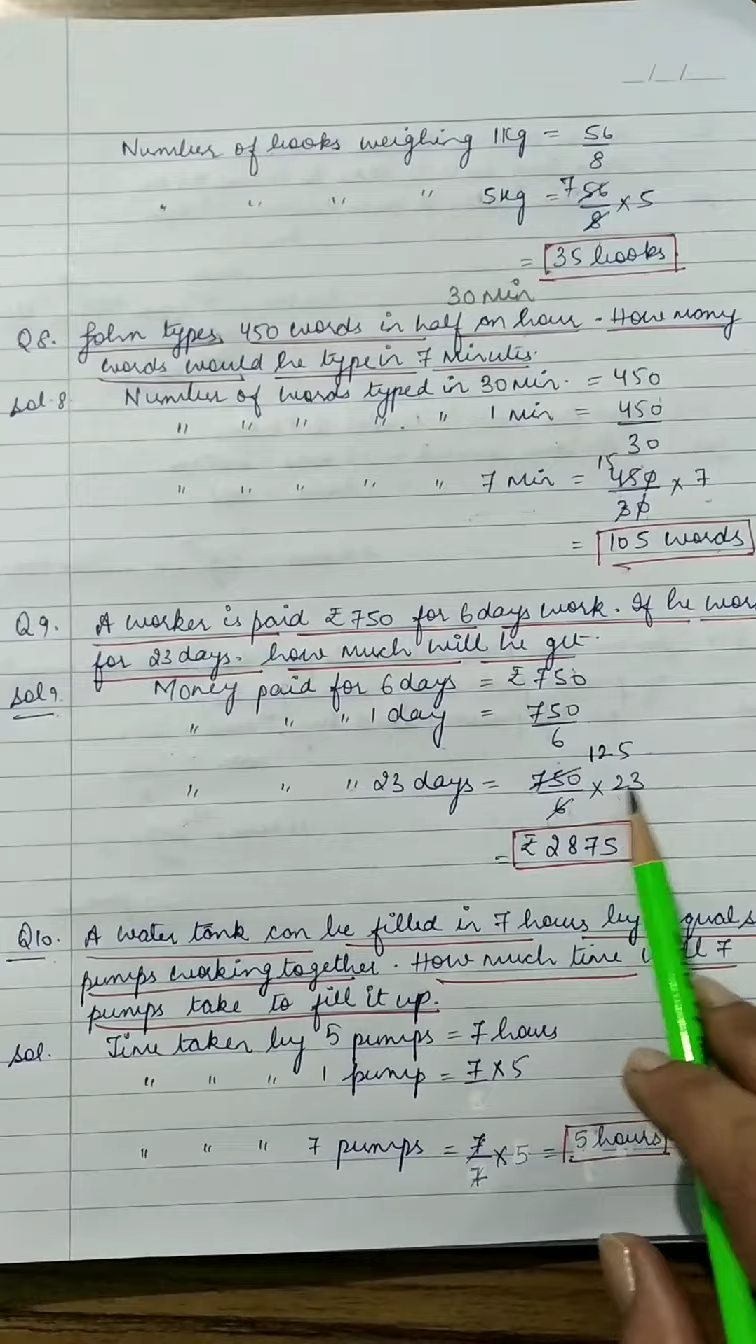 _/_/_
Number of books weighing 1Kg = 56/8
" " " " 5Kg = 7 56/8 × 5
= 35 books
30 Min
Q8. John types 450 words in half an hour. How many
words would he type in 7 Minutes.
Sol.8 Number of words typed in 30 Min. = 450
" " " " " 1 Min = 450/30
" " " " " 7 Min = 15 450/30 × 7
= 105 words
Q9. A worker is paid ₹750 for 6 days work. If he wor
for 23 days. how much will he get.
Sol9. Money paid for 6 days = ₹750
" " " 1 day = 750/6
125
" " " 23 days = 750/6 × 23
= ₹2875
Q10. A water tank can be filled in 7 hours by qual s
pumps working together. How much time ll 7
pumps take to fill it up.
Sol. Time taken by 5 pumps = 7 hours
" " " 1 pump = 7 × 5
" " " 7 pumps = 7/7 × 5 = 5 hours